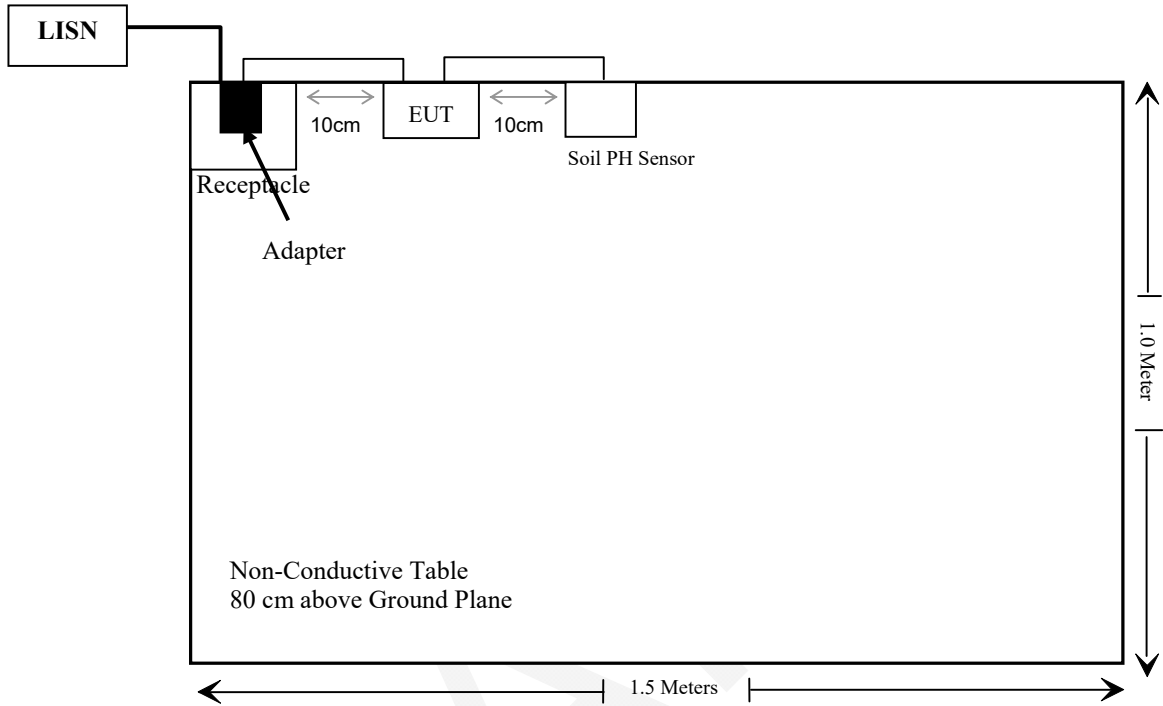 LISN
EUT
10cm
10cm
Soil PH Sensor
Receptacle
Adapter
1.0 Meter
Non-Conductive Table
80 cm above Ground Plane
1.5 Meters